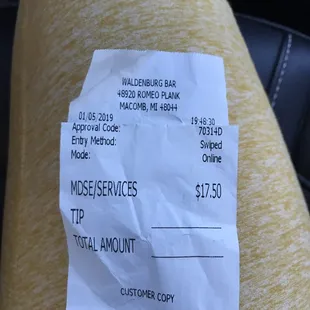 WALDENBURG BAR
48920 ROMEO PLANK
MACOMB, MI 48044
01/05/2019 19:48:30
Approval Code: 70314D
Entry Method: Swiped
Mode: Online
MDSE/SERVICES $17.50
TIP
TOTAL AMOUNT
CUSTOMER COPY